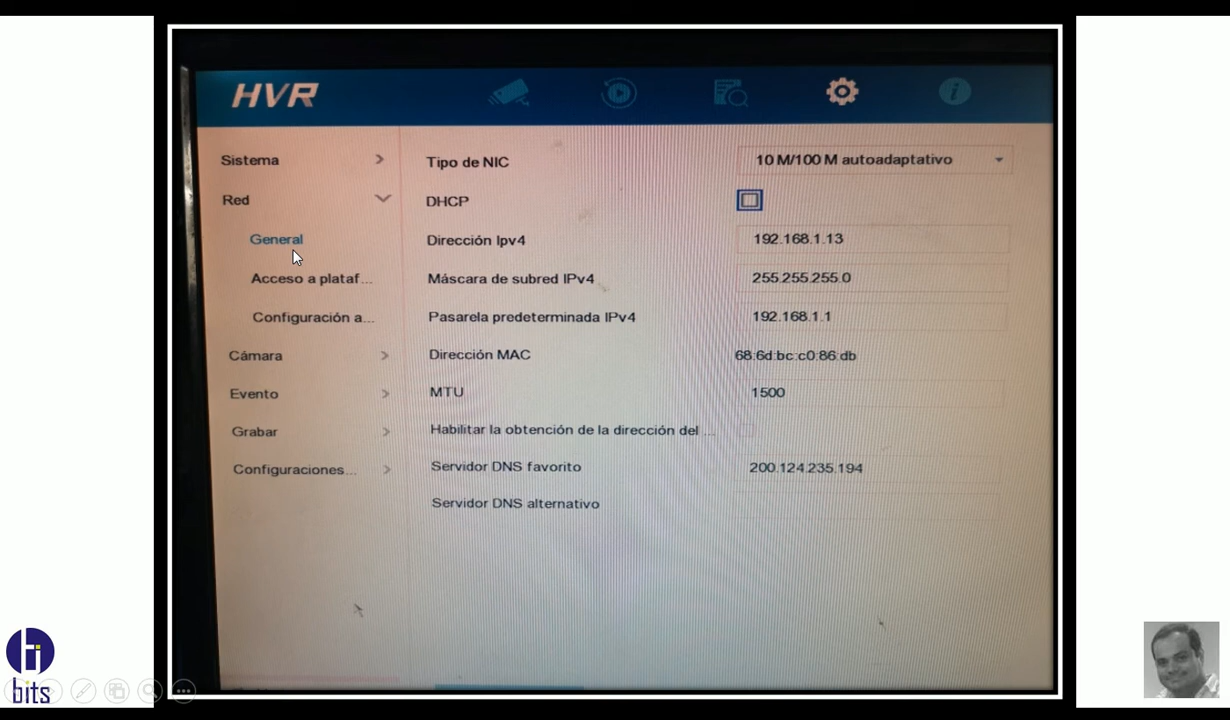 HVR
Sistema
Red
General
Acceso a plataf...
Configuración a...
Cámara
Evento
Grabar
Configuraciones...
Tipo de NIC 10 M/100 M autoadaptativo
DHCP
Dirección Ipv4 192.168.1.13
Máscara de subred IPv4 255.255.255.0
Pasarela predeterminada IPv4 192.168.1.1
Dirección MAC 68:6d:bc:c0:86:db
MTU 1500
Habilitar la obtención de la dirección del ...
Servidor DNS favorito 200.124.235.194
Servidor DNS alternativo
bits